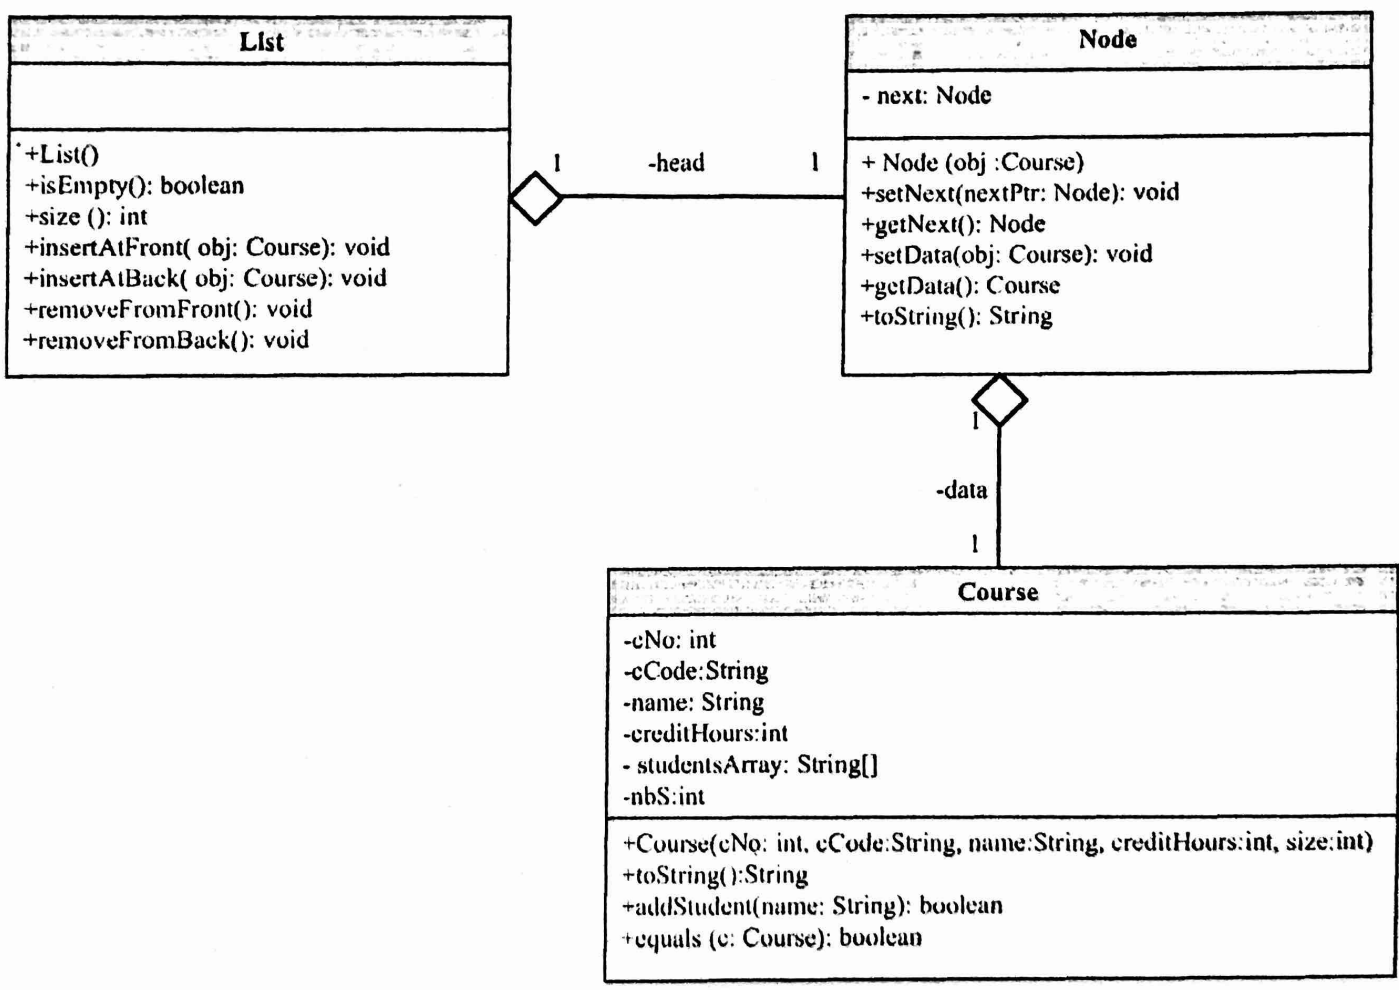 List
+List()
+isEmpty(): boolean
+size (): int
+insertAtFront( obj: Course): void
+insertAtBack( obj: Course): void
+removeFromFront(): void
+removeFromBack(): void
1 -head 1
Node
- next: Node
+ Node (obj :Course)
+setNext(nextPtr: Node): void
+getNext(): Node
+setData(obj: Course): void
+getData(): Course
+toString(): String
1
-data
1
Course
-cNo: int
-cCode:String
-name: String
-creditHours:int
- studentsArray: String[]
-nbS:int
+Course(cNo: int, cCode:String, name:String, creditHours:int, size:int)
+toString():String
+addStudent(name: String): boolean
+equals (c: Course): boolean